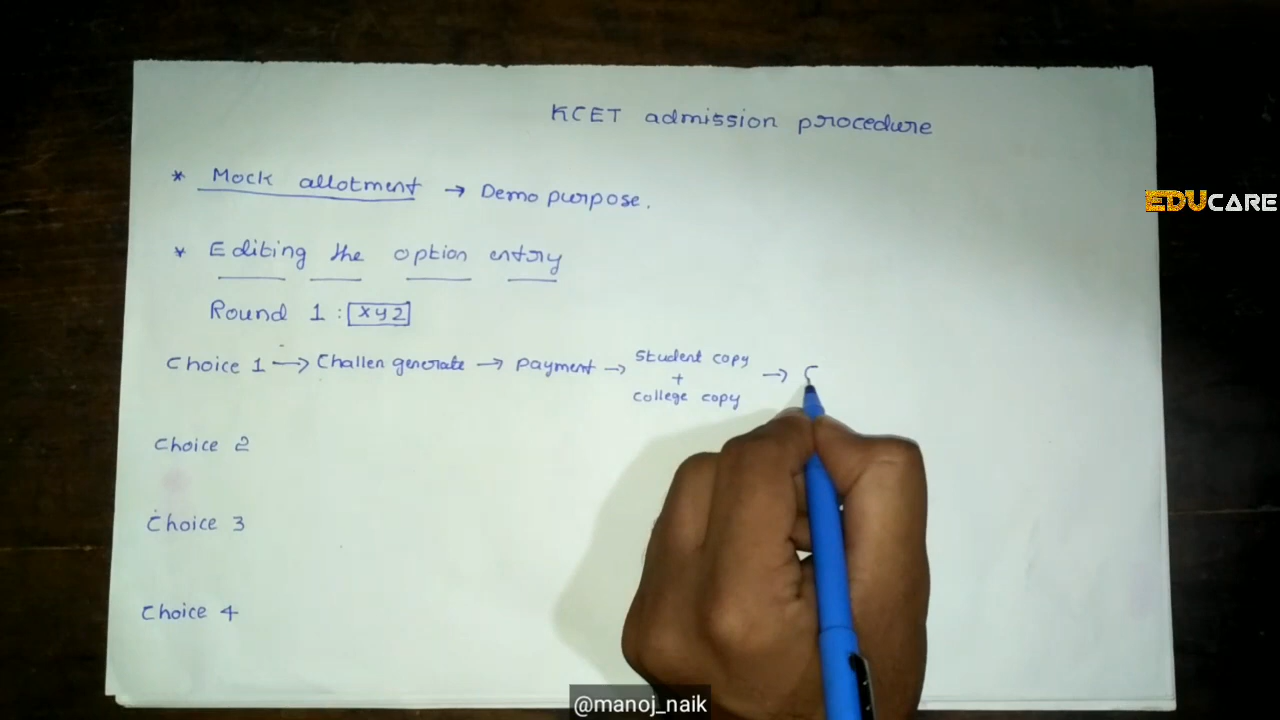 KCET admission procedure
* Mock allotment → Demo purpose.
EDUCARE
* Editing the option entry
Round 1 : xyz
Choice 1 → Challen generate → payment → Student copy + college copy →
Choice 2
Choice 3
Choice 4
@manoj_naik